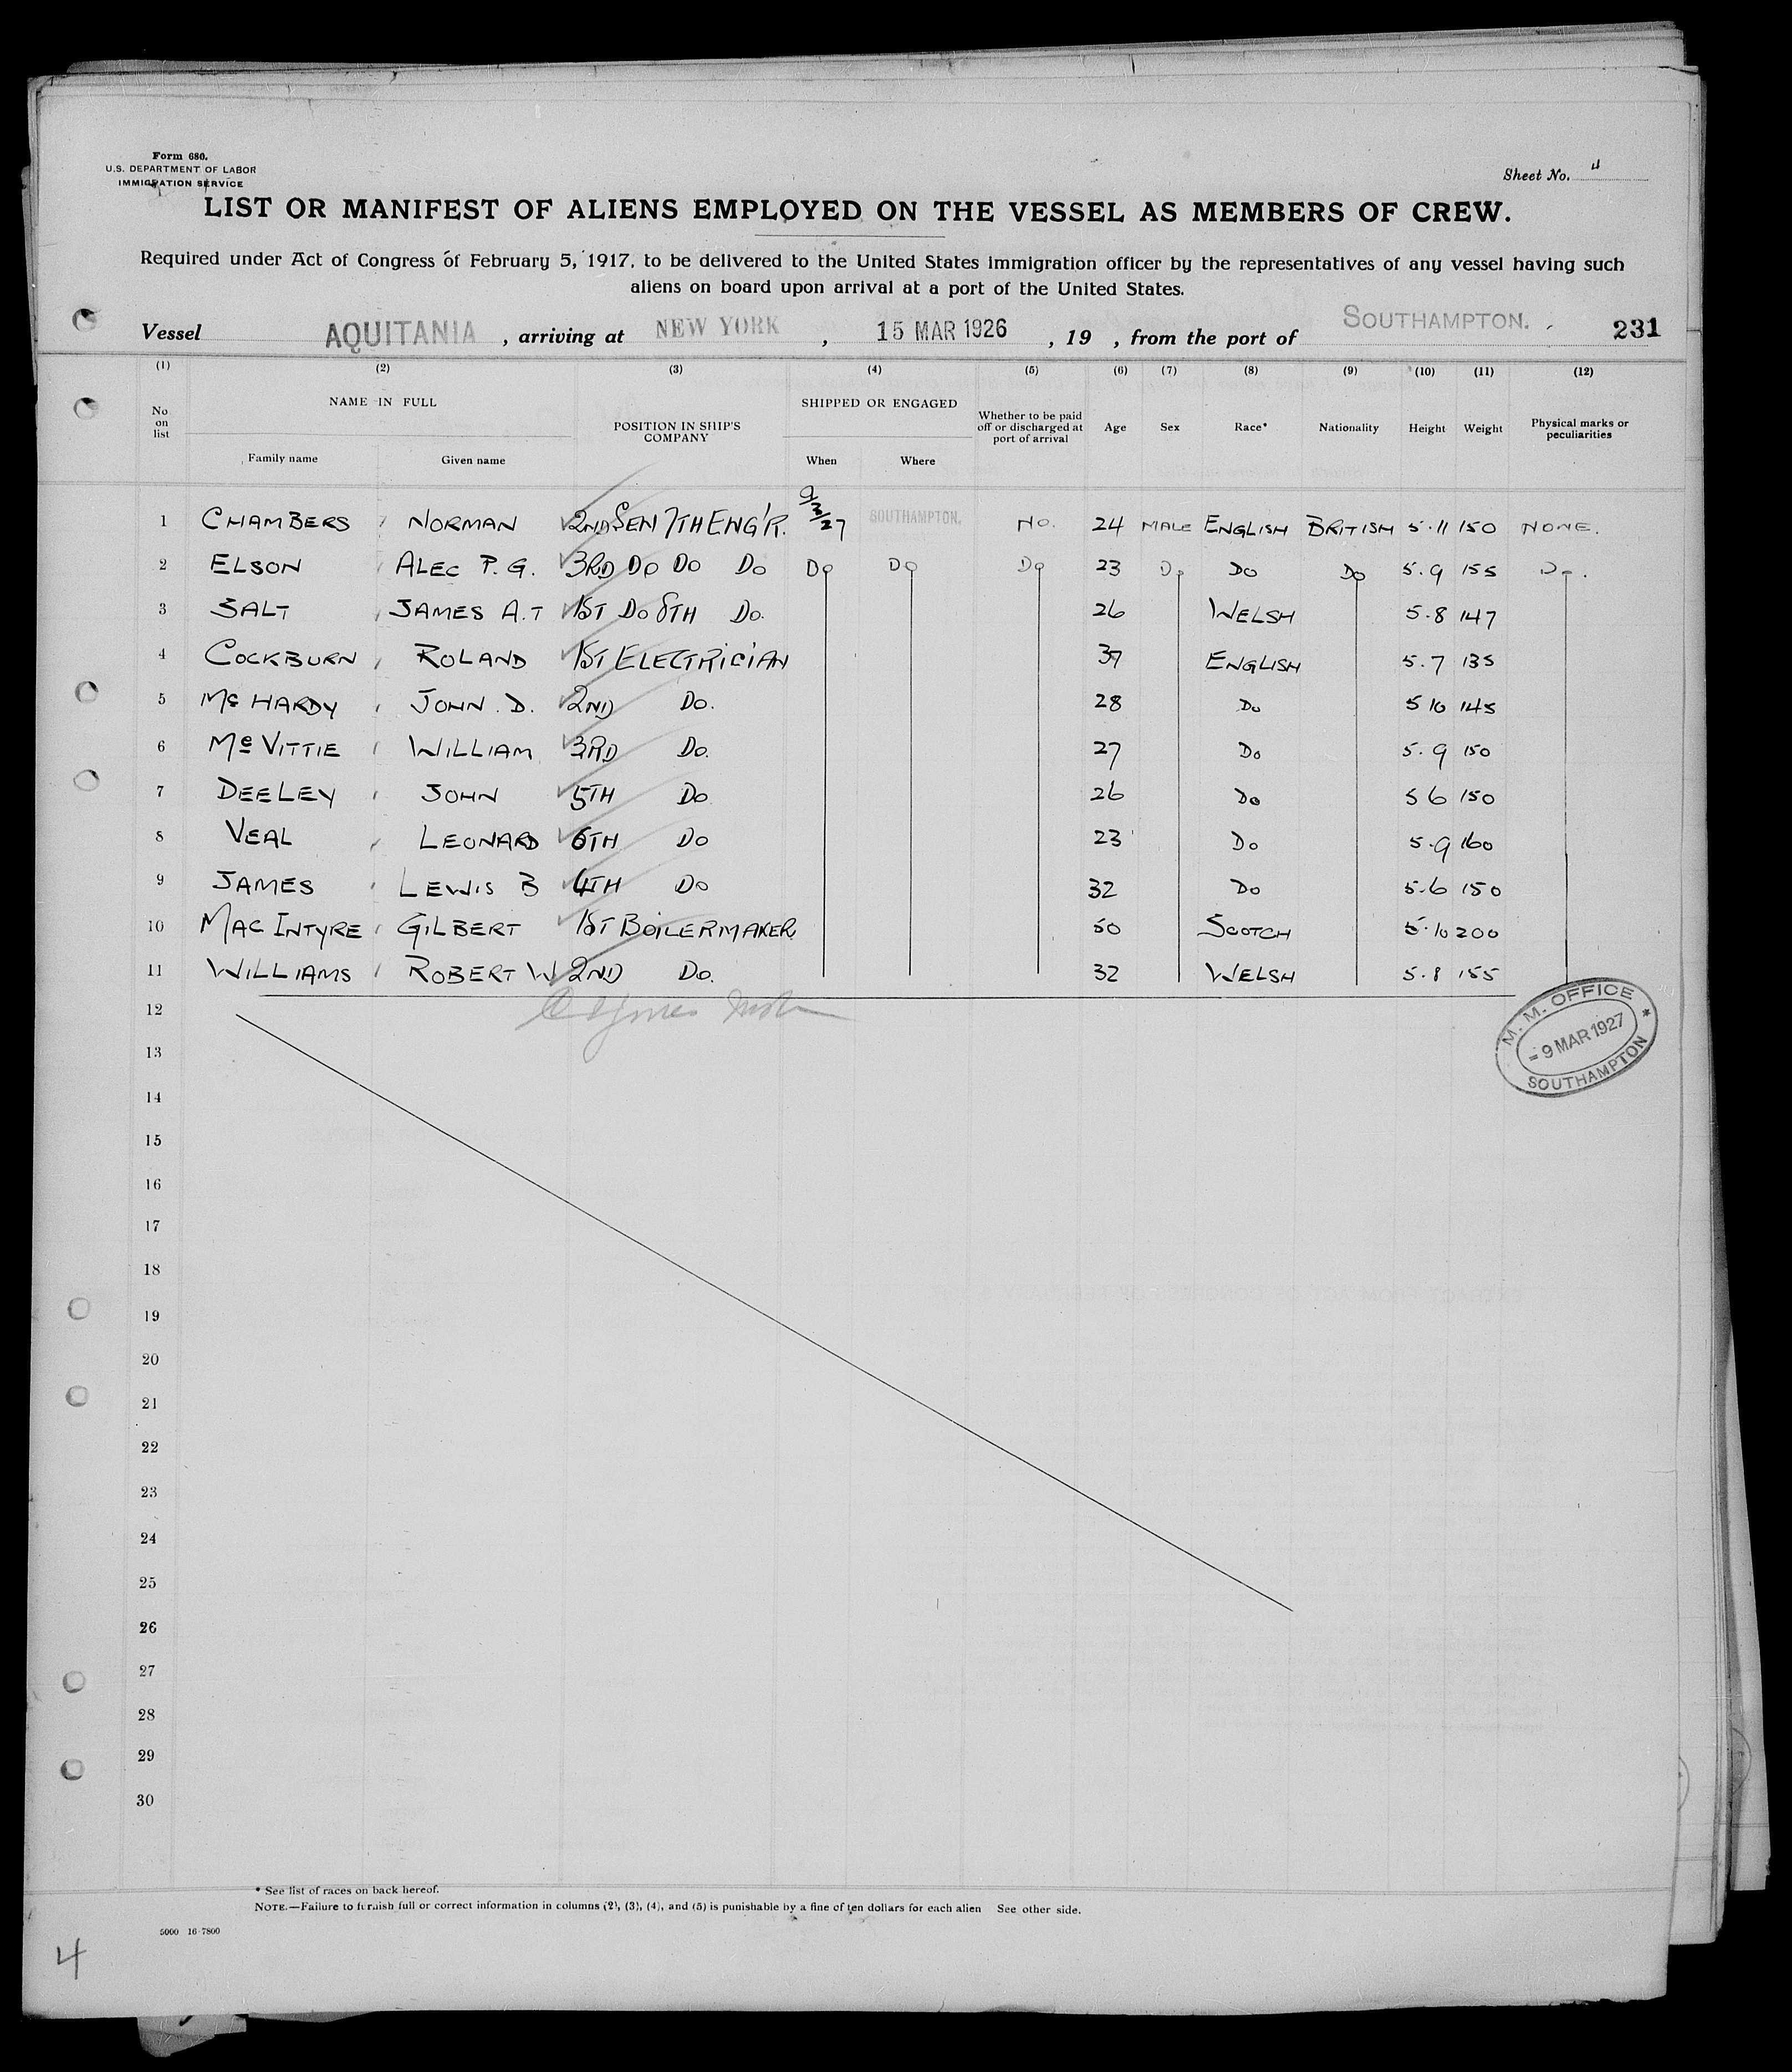 Form 680.
U.S. DEPARTMENT OF LABOR
IMMIGRATION SERVICE
Sheet No. 4
LIST OR MANIFEST OF ALIENS EMPLOYED ON THE VESSEL AS MEMBERS OF CREW.
Required under Act of Congress of February 5, 1917, to be delivered to the United States immigration officer by the representatives of any vessel having such
aliens on board upon arrival at a port of the United States.
Vessel AQUITANIA, arriving at NEW YORK, 15 MAR 1926, 19 , from the port of SOUTHAMPTON. 231
(1) (2) (3) (4) (5) (6) (7) (8) (9) (10) (11) (12)
No on list NAME IN FULL Family name Given name POSITION IN SHIP'S COMPANY SHIPPED OR ENGAGED When Where Whether to be paid off or discharged at port of arrival Age Sex Race* Nationality Height Weight Physical marks or peculiarities
1 CHAMBERS NORMAN 2ND SEN 7TH ENG'R. 9/3/27 SOUTHAMPTON. NO. 24 MALE ENGLISH BRITISH 5.11 150 NONE.
2 ELSON ALEC P.G. 3RD DO DO DO DO DO DO 23 DO DO DO 5.9 155 DO.
3 SALT JAMES A.T 1ST DO 8TH DO. 26 WELSH 5.8 147
4 COCKBURN ROLAND 1ST ELECTRICIAN 37 ENGLISH 5.7 135
5 Mc HARDY JOHN. D. 2ND DO. 28 DO 5 10 145
6 Mc VITTIE WILLIAM 3RD DO. 27 DO 5.9 150
7 DEELEY JOHN 5TH DO 26 DO 5 6 150
8 VEAL LEONARD 6TH DO 23 DO 5.9 160
9 JAMES LEWIS B 4TH DO 32 DO 5.6 150
10 MAC INTYRE GILBERT 1ST BOILERMAKER 50 SCOTCH 5.10 200
11 WILLIAMS ROBERT W 2ND DO. 32 WELSH 5.8 155
12
M. M. OFFICE
- 9 MAR 1927 *
SOUTHAMPTON
13
14
15
16
17
18
19
20
21
22
23
24
25
26
27
28
29
30
* See list of races on back hereof.
NOTE.—Failure to furnish full or correct information in columns (2), (3), (4), and (5) is punishable by a fine of ten dollars for each alien See other side.
5000 16-7800
4